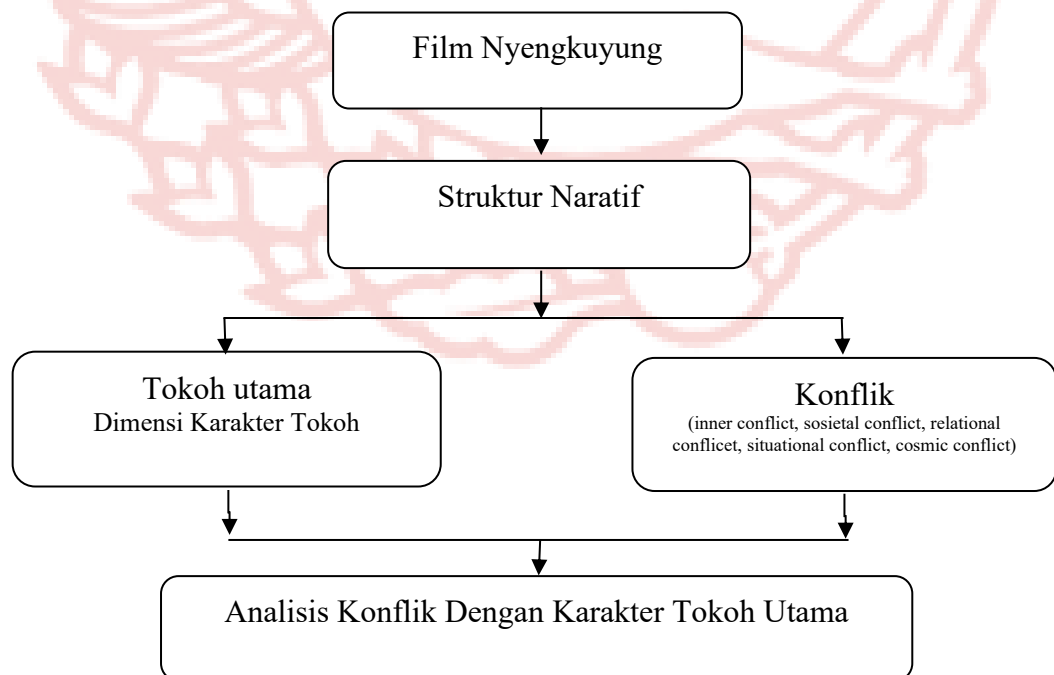 Film Nyengkuyung
Struktur Naratif
Tokoh utama
Dimensi Karakter Tokoh
Konflik
(inner conflict, sosietal conflict, relational
conflicet, situational conflict, cosmic conflict)
Analisis Konflik Dengan Karakter Tokoh Utama